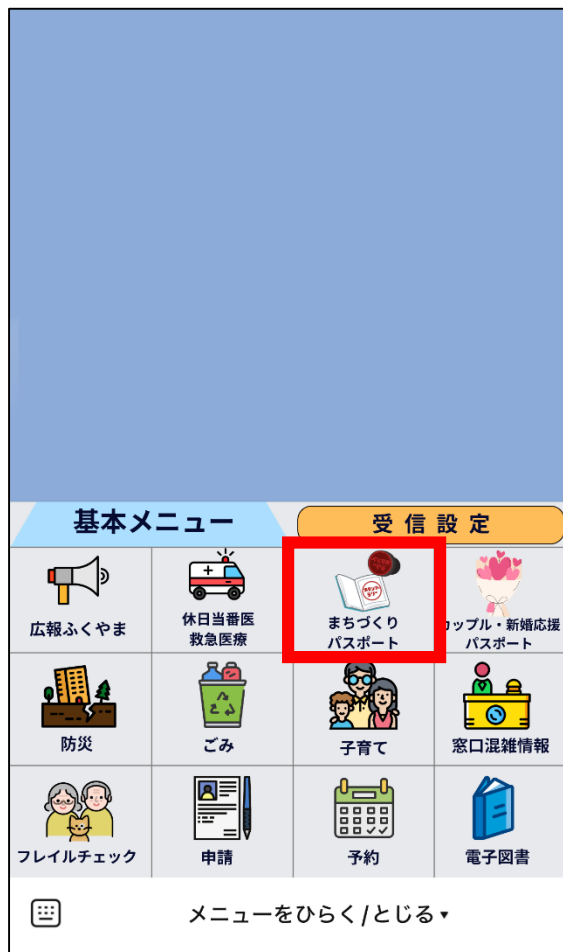 基本メニュー
受信設定
広報ふくやま
休日当番医
救急医療
まちづくり
パスポート
ップル・新婚応援
パスポート
防災
ごみ
子育て
窓口混雑情報
フレイルチェック
申請
予約
電子図書
メニューをひらく/とじる▾